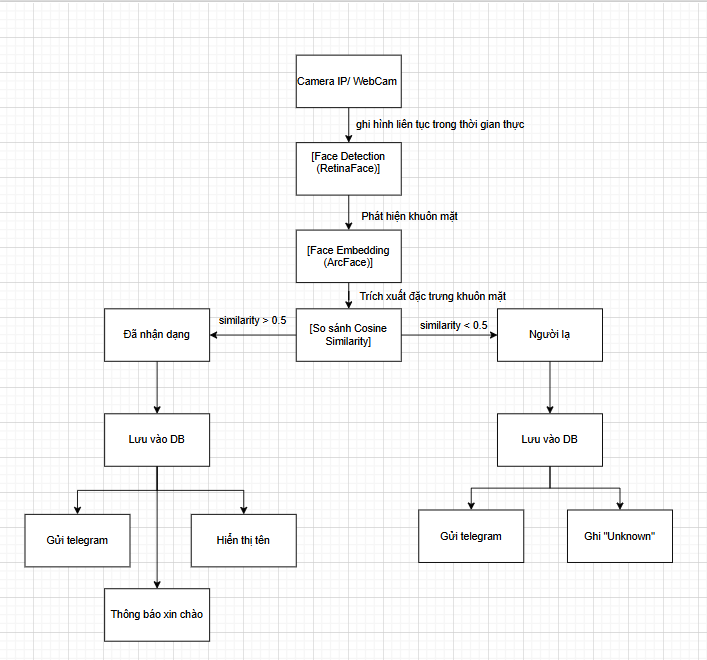 Camera IP/ WebCam
ghi hình liên tục trong thời gian thực
[Face Detection
(RetinaFace)]
Phát hiện khuôn mặt
[Face Embedding
(ArcFace)]
Trích xuất đặc trưng khuôn mặt
Đã nhận dạng
similarity > 0.5
[So sánh Cosine
Similarity]
similarity < 0.5
Người lạ
Lưu vào DB
Lưu vào DB
Gửi telegram
Hiển thị tên
Gửi telegram
Ghi "Unknown"
Thông báo xin chào